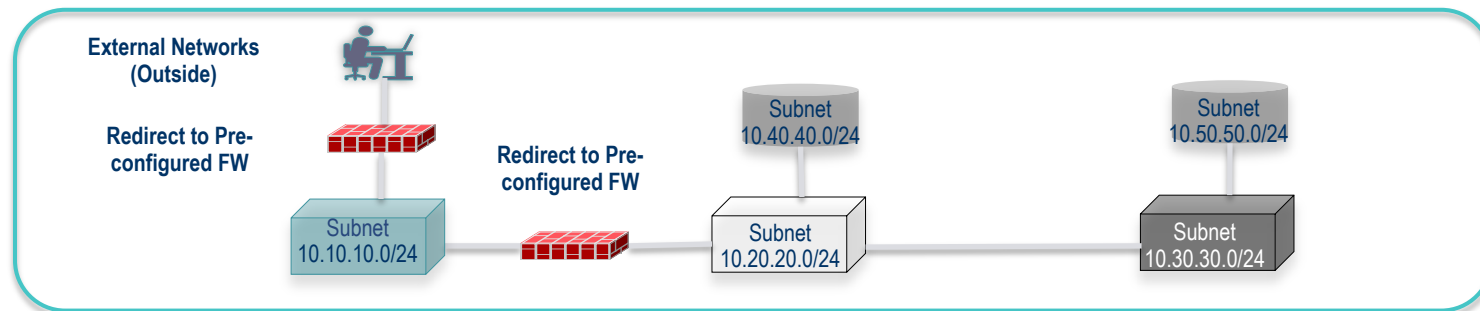 External Networks
(Outside)
Redirect to Pre-
configured FW
Redirect to Pre-
configured FW
Subnet
10.40.40.0/24
Subnet
10.50.50.0/24
Subnet
10.10.10.0/24
Subnet
10.20.20.0/24
Subnet
10.30.30.0/24